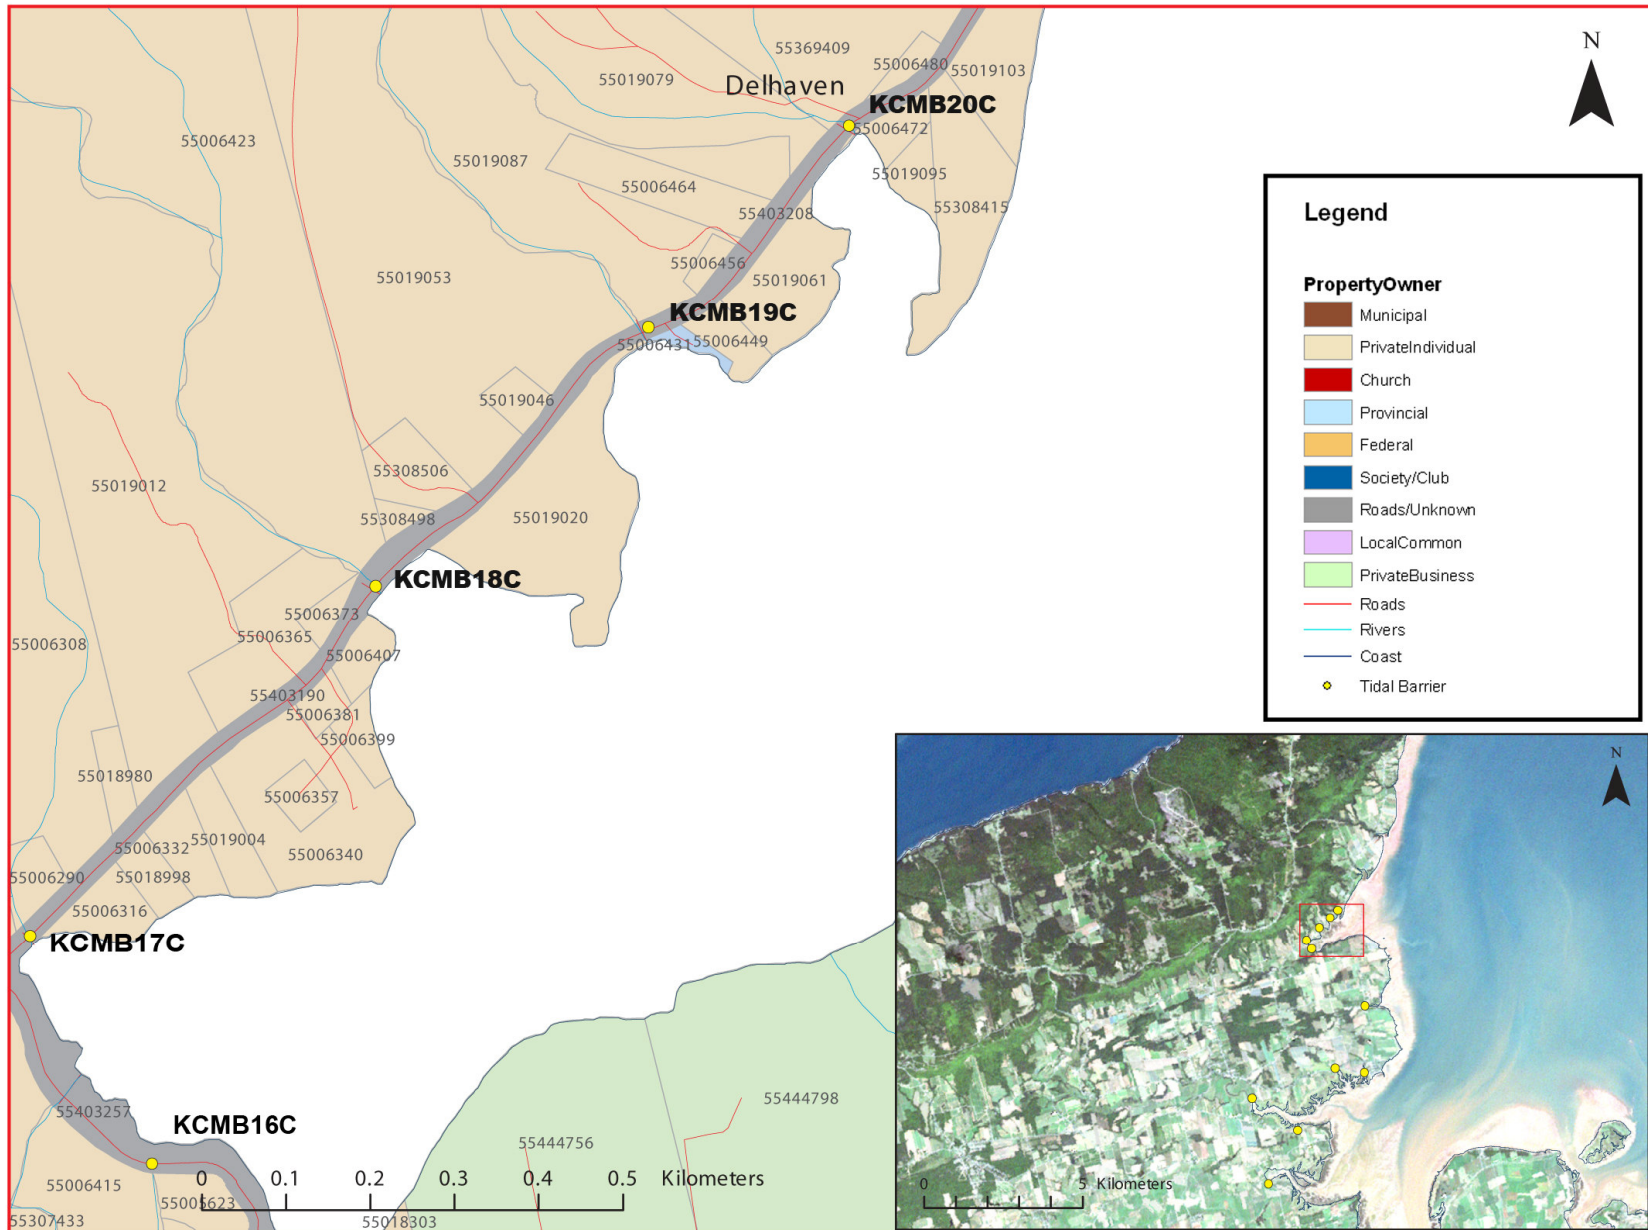 N
55369409
55006480
55019103
55019079
Delhaven
KCMB20C
55006472
55006423
55019087
55019095
55006464
55308415
55403208
55006456
55019061
55019053
KCMB19C
55006431
55006449
55019046
55308506
55019012
55308498
55019020
KCMB18C
55006373
55006365
55006308
55006407
55403190
55006381
55006399
55018980
55006357
55006332
55019004
55006340
55006290
55018998
55006316
KCMB17C
55444798
55403257
KCMB16C
55444756
55006415
55005623
55307433
55018303
0 0.1 0.2 0.3 0.4 0.5 Kilometers
Legend
PropertyOwner
Municipal
PrivateIndividual
Church
Provincial
Federal
Society/Club
Roads/Unknown
LocalCommon
PrivateBusiness
Roads
Rivers
Coast
Tidal Barrier
N
0 5 Kilometers